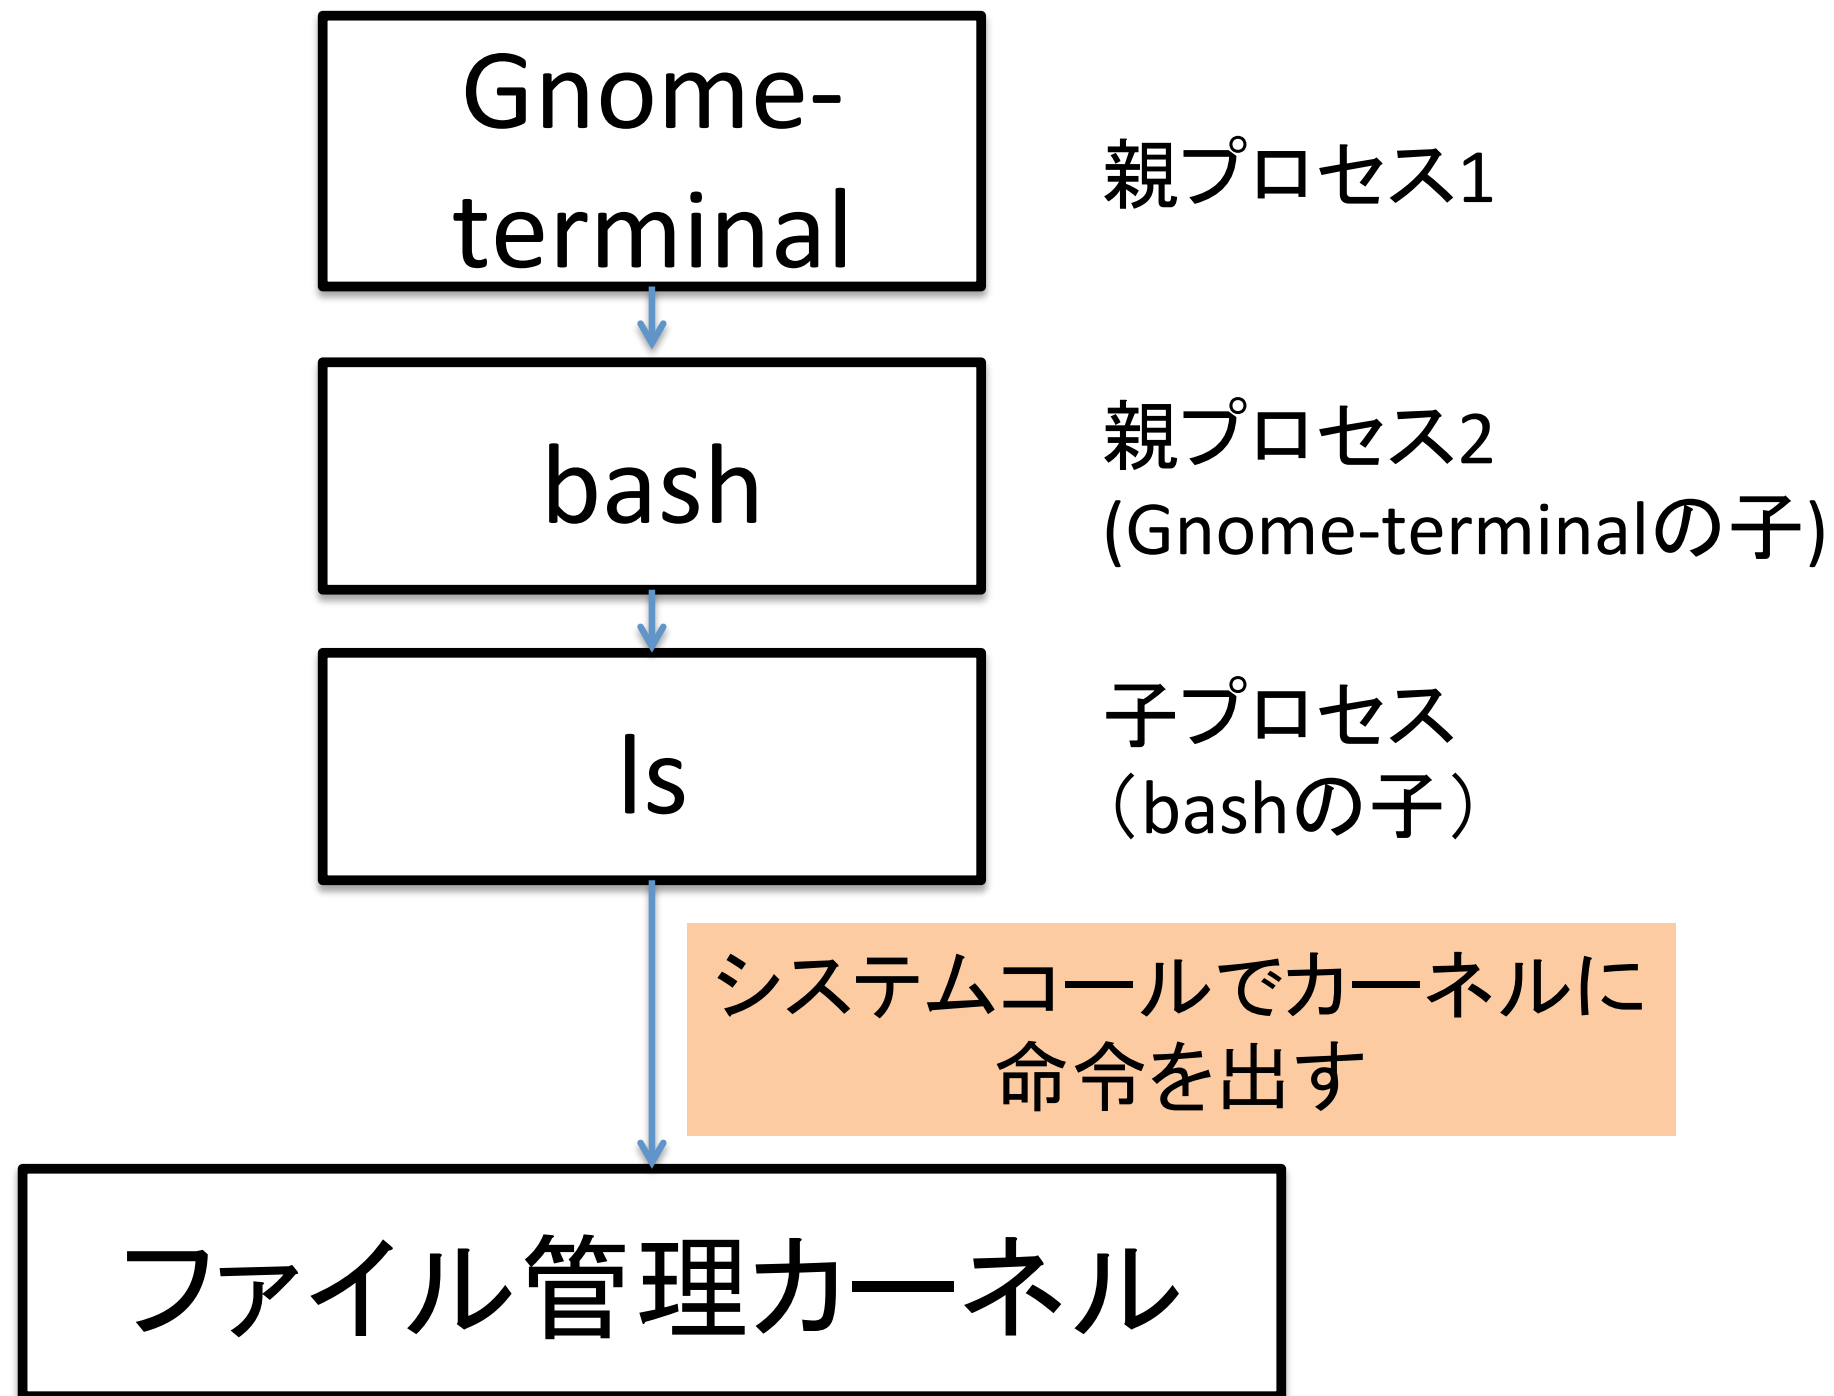 Gnome-
terminal
親プロセス1
bash
親プロセス2
(Gnome-terminalの子)
ls
子プロセス
（bashの子）
システムコールでカーネルに
命令を出す
ファイル管理カーネル